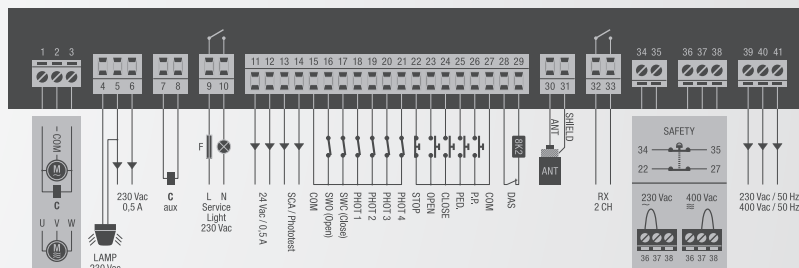 1 2 3
11 12 13 14 15 16 17 18 19 20 21 22 23 24 25 26 27 28 29
34 35
36 37 38
39 40 41
4 5 6
7 8
9 10
30 31
32 33
– COM
M
C
U V W
M
LAMP
230 Vac
230 Vac
0,5 A
C
aux
F
L N
Service
Light
230 Vac
24 Vac / 0,5 A
SCA / Phototest
COM
SWO (Open)
SWC (Close)
PHOT 1
PHOT 2
PHOT 3
PHOT 4
STOP
OPEN
CLOSE
PED.
P.P.
COM
8K2
DAS
ANT
SHIELD
ANT
RX
2 CH
SAFETY
34 35
22 27
230 Vac
~
400 Vac
36 37 38
36 37 38
230 Vac / 50 Hz
400 Vac / 50 Hz